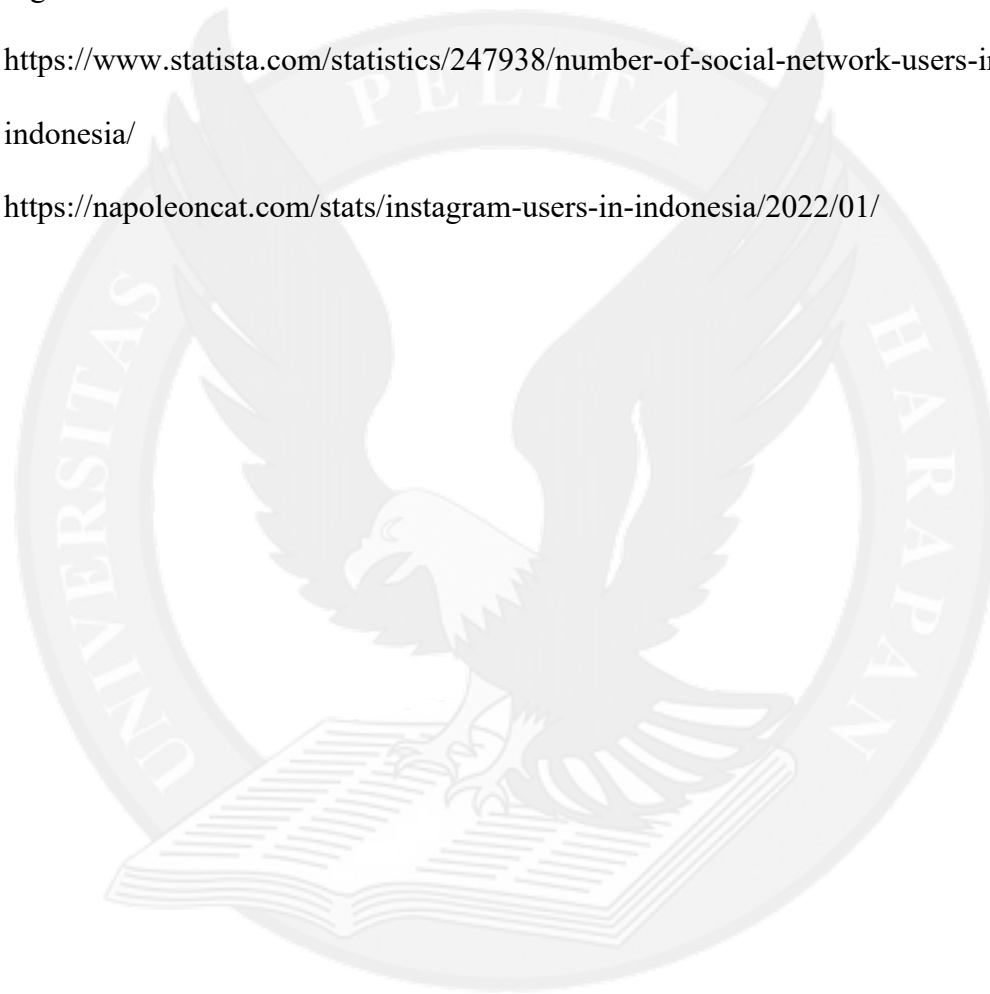 https://www.statista.com/statistics/247938/number-of-social-network-users-i
indonesia/
https://napoleoncat.com/stats/instagram-users-in-indonesia/2022/01/
UNIVERSITAS PELITA HARAPAN